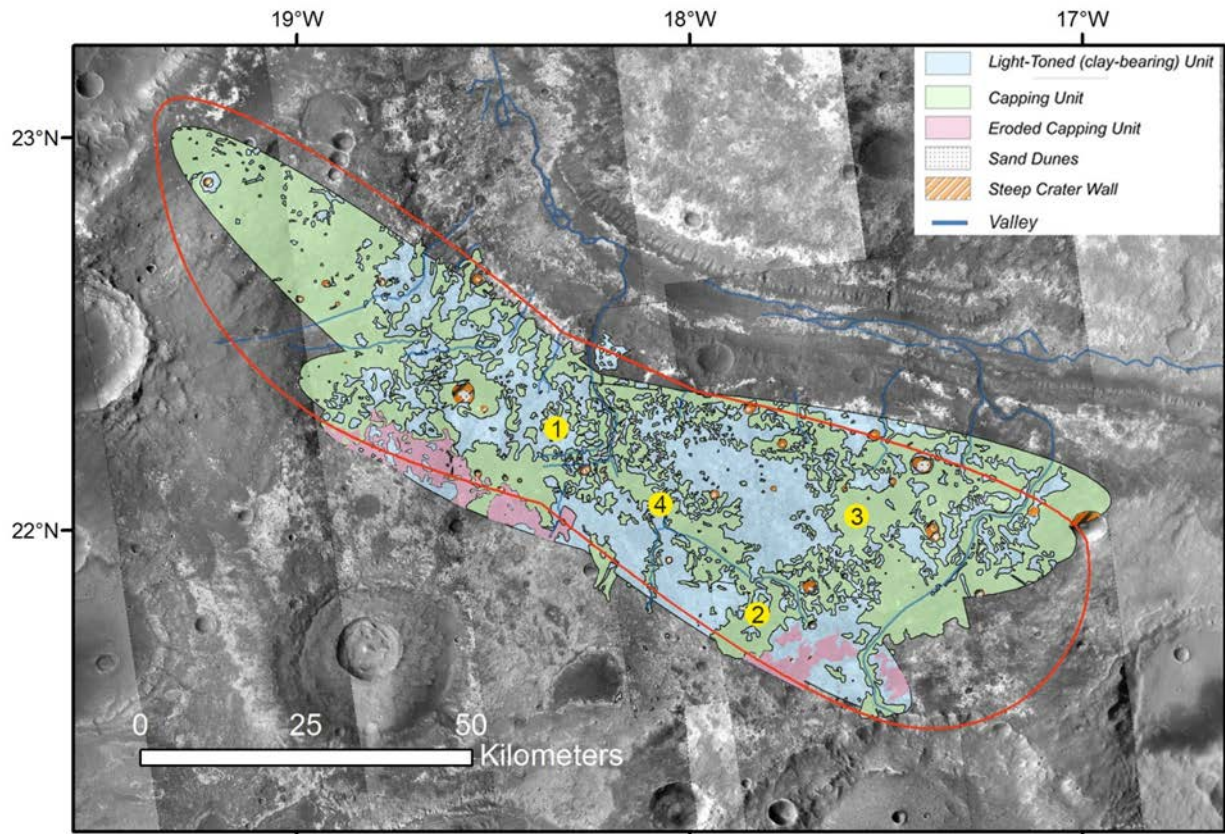 19°W 18°W 17°W
23°N
22°N
Light-Toned (clay-bearing) Unit
Capping Unit
Eroded Capping Unit
Sand Dunes
Steep Crater Wall
Valley
1
4
3
2
0 25 50
Kilometers